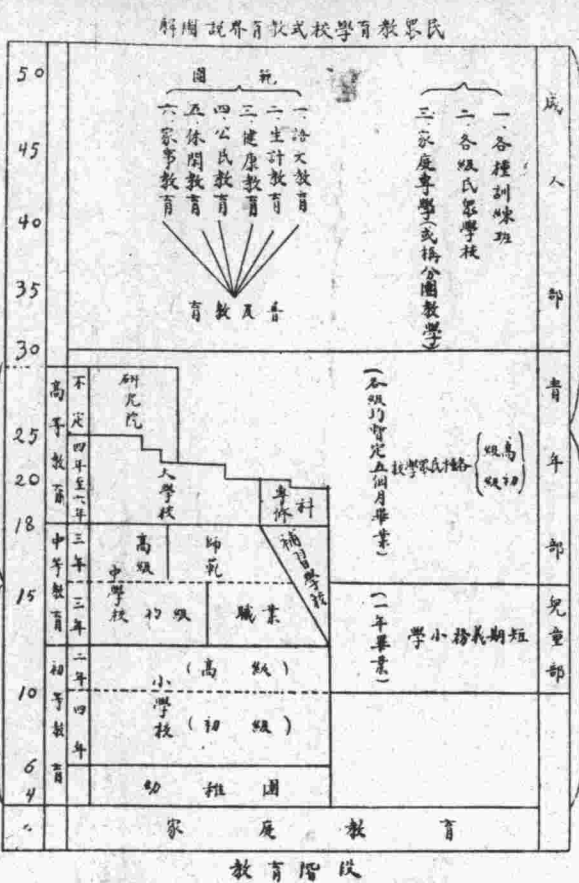 民眾教育學校式教育界說圖解
成人部
一、各種訓練班
二、各級民眾學校
三、家庭專學(或稱分團教學)
範圍
一、語文教育
二、生計教育
三、健康教育
四、公民教育
五、休閒教育
六、家事教育
普及教育
青年部
高級
初級
各種民眾學校
(各級均暫定五個月畢業)
兒童部
短期義務小學
(一年畢業)
50
45
40
35
30
25
20
18
15
10
6
4
高等教育
不定
四年至六年
研究院
大學校
專修科
中等教育
三年
三年
高級
師範
補習學校
中學校
初級
職業
初等教育
二年
四年
小學校
(高級)
(初級)
幼稚園
家庭教育
教育階段